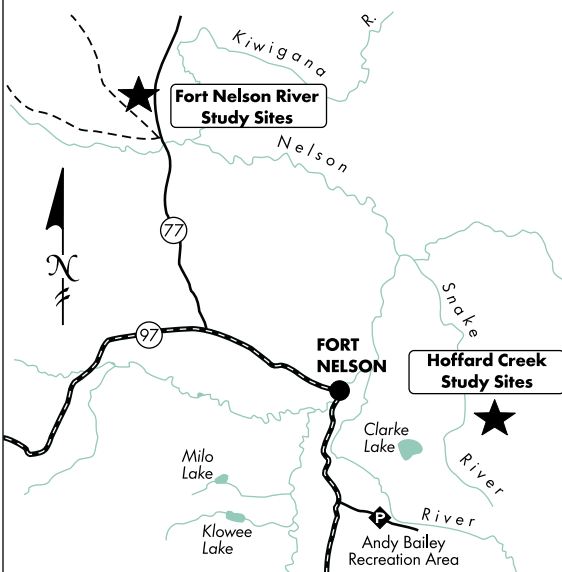 Kiwigana R.
Fort Nelson River
Study Sites
Nelson
77
N
Snake
97
FORT
NELSON
Hoffard Creek
Study Sites
Clarke
Lake
Milo
Lake
River
Klowee
Lake
P
River
Andy Bailey
Recreation Area